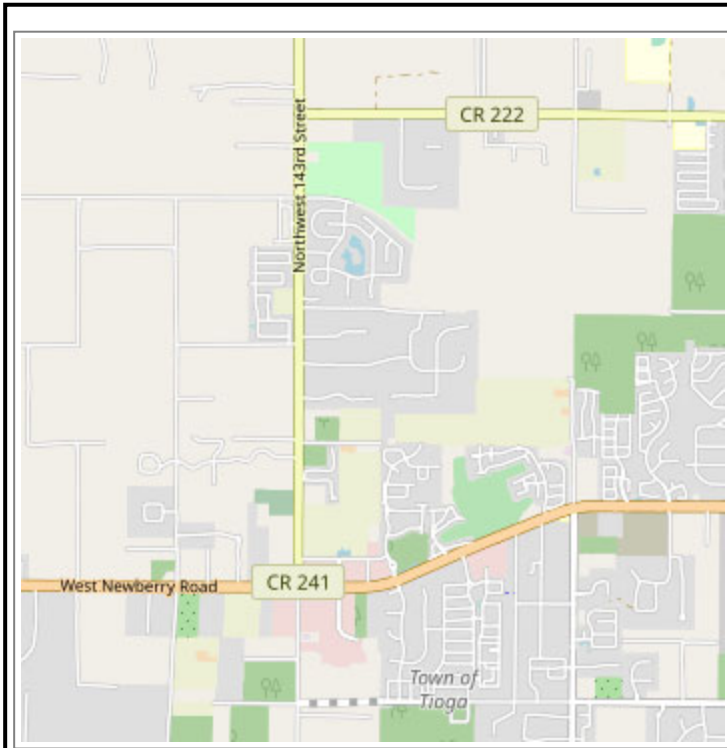 CR 222
Northwest 143rd Street
West Newberry Road
CR 241
Town of
Tioga